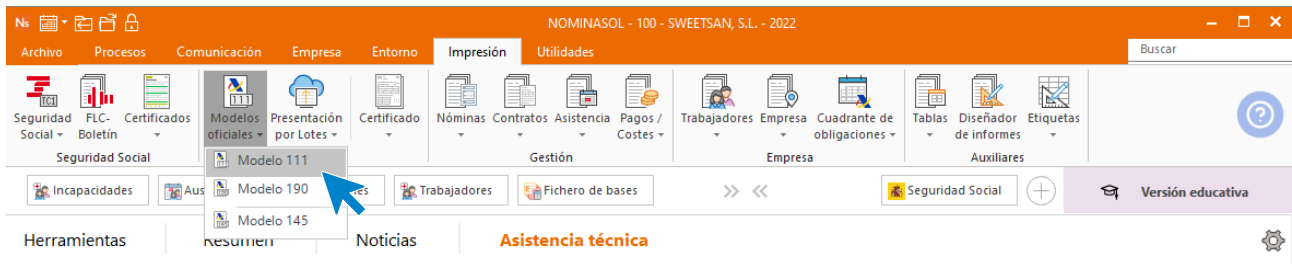 Ns
NOMINASOL - 100 - SWEETSAN, S.L. - 2022
Archivo Procesos Comunicación Empresa Entorno Impresión Utilidades Buscar
TC1 111
Seguridad Social FLC- Boletín Certificados Modelos oficiales Presentación por Lotes Certificado Nóminas Contratos Asistencia Pagos / Costes Trabajadores Empresa Cuadrante de obligaciones Tablas Diseñador de informes Etiquetas ?
Seguridad Social Gestión Empresa Auxiliares
Modelo 111
Modelo 190
Modelo 145
Incapacidades Aus Trabajadores Fichero de bases Seguridad Social Versión educativa
Herramientas Resumen Noticias Asistencia técnica